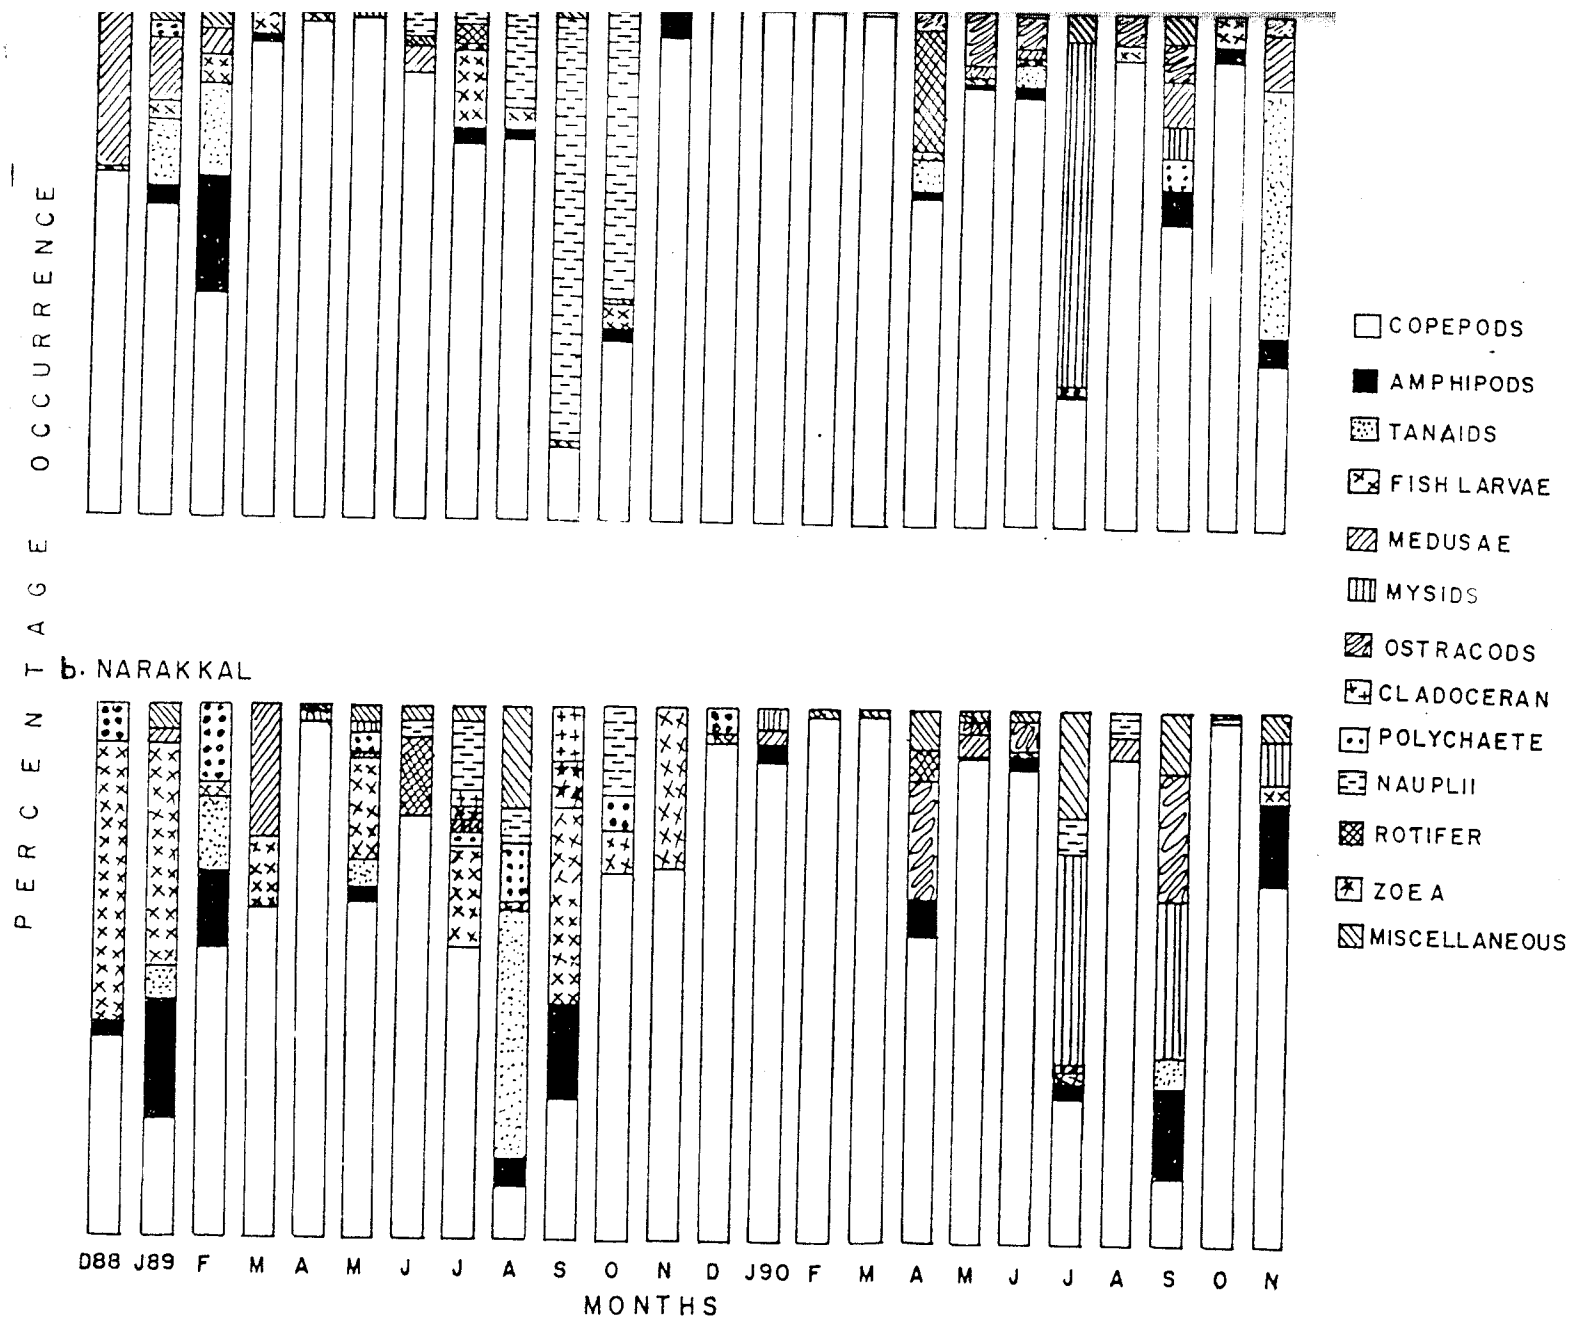 PERCENTAGE OCCURRENCE
COPEPODS
AMPHIPODS
TANAIDS
FISH LARVAE
MEDUSAE
MYSIDS
OSTRACODS
CLADOCERAN
POLYCHAETE
NAUPLII
ROTIFER
ZOEA
MISCELLANEOUS
b. NARAKKAL
D88 J89 F M A M J J A S O N D J90 F M A M J J A S O N
MONTHS